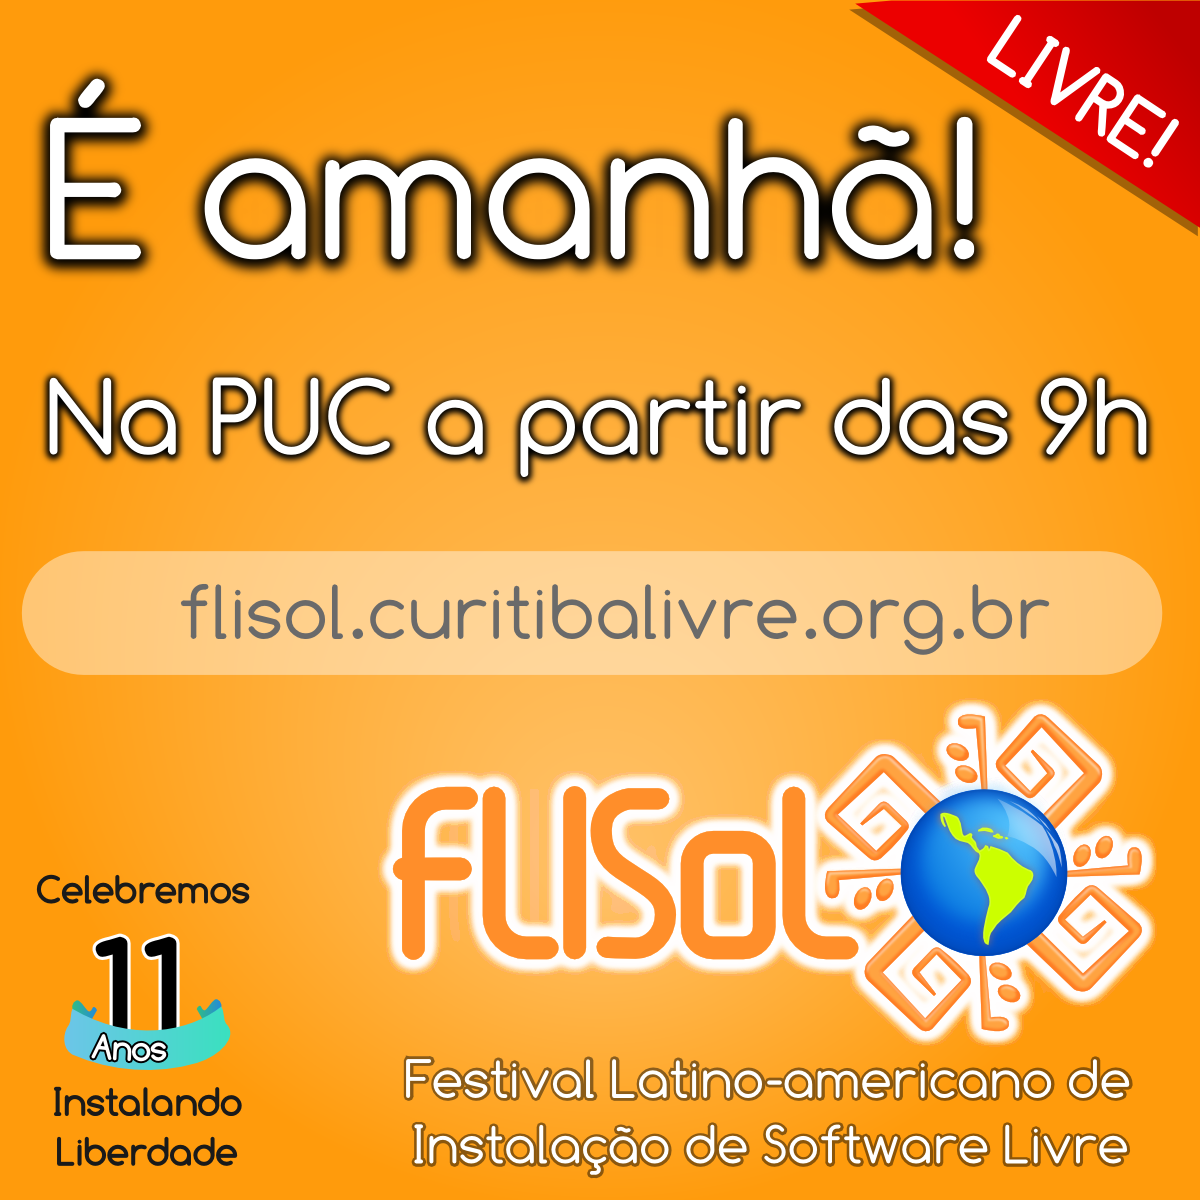 LIVRE!
É amanhã!
Na PUC a partir das 9h
flisol.curitibalivre.org.br
FLISol
Celebremos
11
Anos
Instalando
Liberdade
Festival Latino-americano de
Instalação de Software Livre